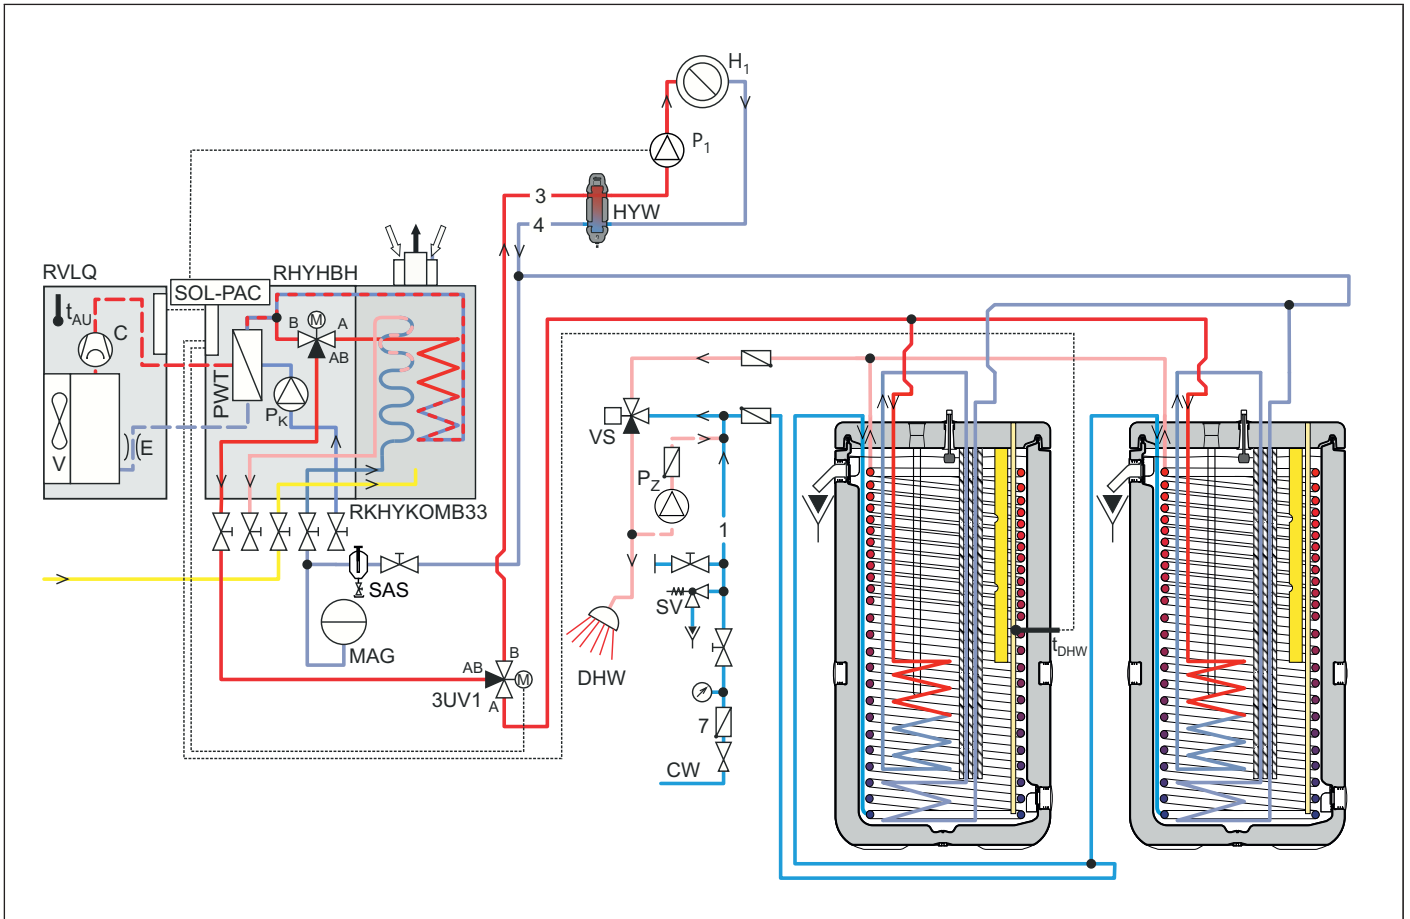 H1
P1
3
HYW
4
RVLQ
RHYHBH
SOL-PAC
tAU
C
B
M
A
AB
PWT
PK
E
V
VS
PZ
RKHYKOMB33
1
SAS
SV
MAG
tDHW
B
AB
M
DHW
3UV1
A
7
CW